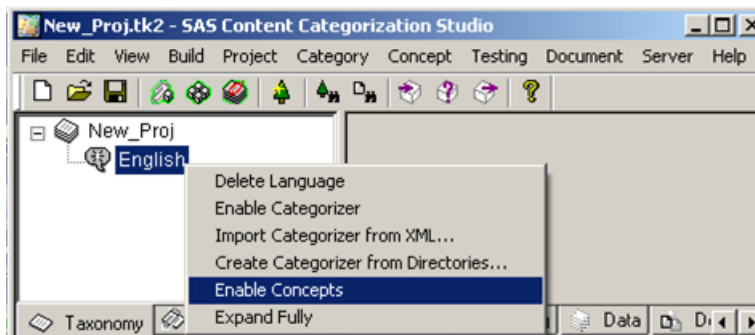 New_Proj.tk2 - SAS Content Categorization Studio
File Edit View Build Project Category Concept Testing Document Server Help
New_Proj
English
Delete Language
Enable Categorizer
Import Categorizer from XML...
Create Categorizer from Directories...
Enable Concepts
Expand Fully
Taxonomy Data